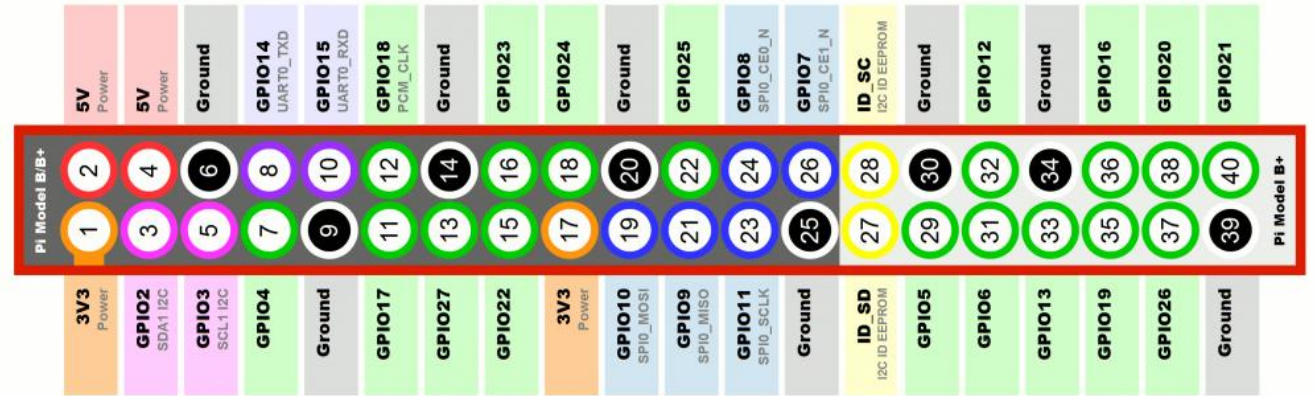 5V
Power
5V
Power
Ground
GPIO14
UART0_TXD
GPIO15
UART0_RXD
GPIO18
PCM_CLK
Ground
GPIO23
GPIO24
Ground
GPIO25
GPIO8
SPI0_CE0_N
GPIO7
SPI0_CE1_N
ID_SC
I2C ID EEPROM
Ground
GPIO12
Ground
GPIO16
GPIO20
GPIO21
Pi Model B/B+
2
4
6
8
10
12
14
16
18
20
22
24
26
28
30
32
34
36
38
40
1
3
5
7
9
11
13
15
17
19
21
23
25
27
29
31
33
35
37
39
Pi Model B+
3V3
Power
GPIO2
SDA1 I2C
GPIO3
SCL1 I2C
GPIO4
Ground
GPIO17
GPIO27
GPIO22
3V3
Power
GPIO10
SPI0_MOSI
GPIO9
SPI0_MISO
GPIO11
SPI0_SCLK
Ground
ID_SD
I2C ID EEPROM
GPIO5
GPIO6
GPIO13
GPIO19
GPIO26
Ground